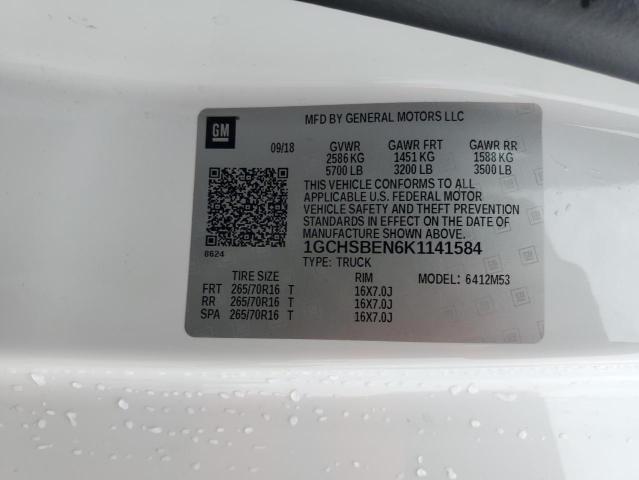 MFD BY GENERAL MOTORS LLC
GM
09/18 GVWR GAWR FRT GAWR RR
2586 KG 1451 KG 1588 KG
5700 LB 3200 LB 3500 LB
THIS VEHICLE CONFORMS TO ALL
APPLICABLE U.S. FEDERAL MOTOR
VEHICLE SAFETY AND THEFT PREVENTION
STANDARDS IN EFFECT ON THE DATE OF
MANUFACTURE SHOWN ABOVE.
8624
1GCHSBEN6K1141584
TYPE: TRUCK
TIRE SIZE RIM MODEL: 6412M53
FRT 265/70R16 T 16X7.0J
RR 265/70R16 T 16X7.0J
SPA 265/70R16 T 16X7.0J